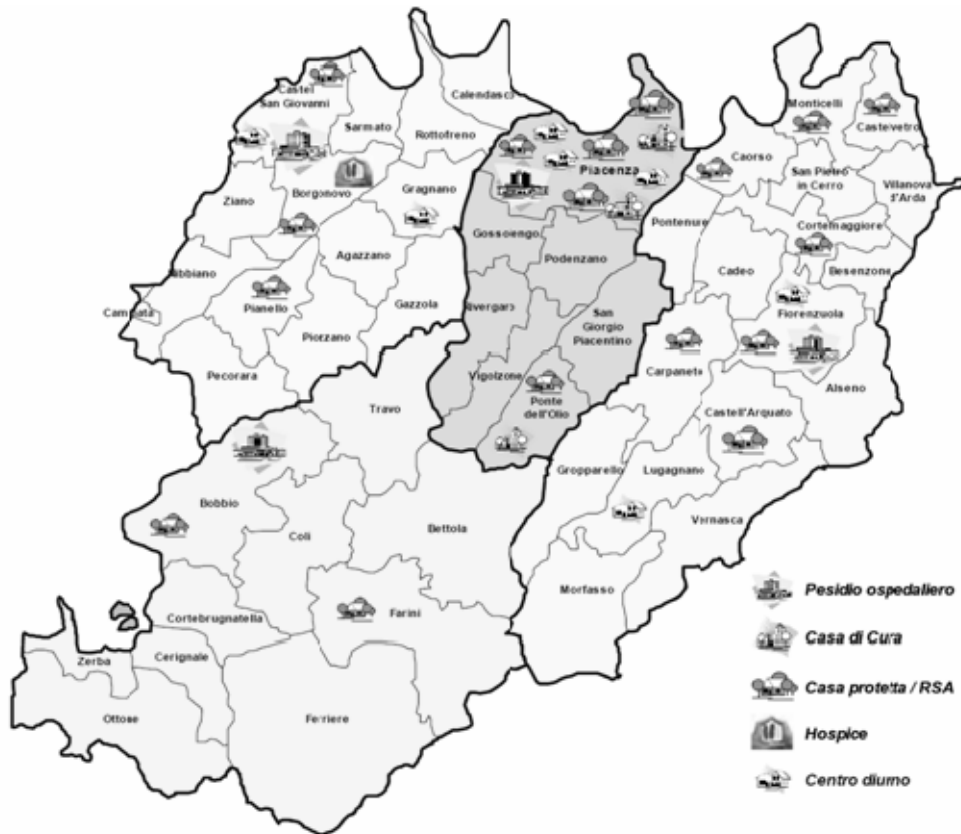 Castel
San Giovanni
Sarmato
Calendasco
Rottofreno
Ziano
Borgonovo
Gragnano
Agazzano
Nibbiano
Caminata
Pianello
Gazzola
Piozzano
Pecorara
Piacenza
Gossolengo
Podenzano
Rivergaro
San
Giorgio
Piacentino
Vigolzone
Ponte
dell'Olio
Monticelli
Castelvetro
Caorso
San Pietro
in Cerro
Villanova
d'Arda
Pontenure
Cortemaggiore
Cadeo
Besenzone
Fiorenzuola
Carpaneto
Alseno
Castell'Arquato
Gropparello
Lugagnano
Vernasca
Morfasso
Travo
Bobbio
Coli
Bettola
Cortebrugnatella
Farini
Zerba
Cerignale
Ottone
Ferriere
Pesidio ospedaliero
Casa di Cura
Casa protetta / RSA
Hospice
Centro diurno